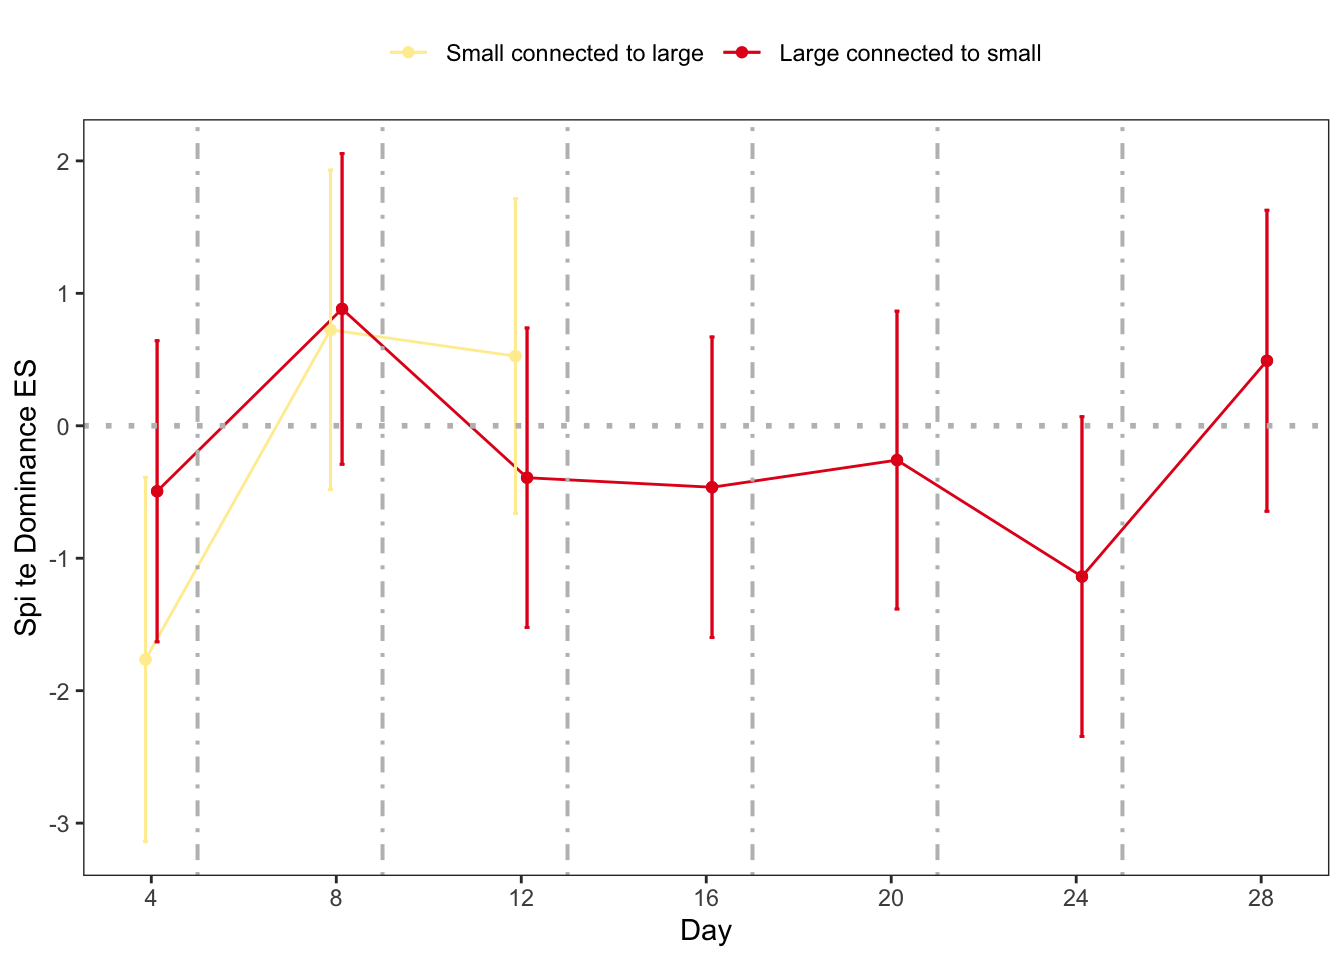 Small connected to large Large connected to small
2
1
0
-1
-2
-3
Spi te Dominance ES
4 8 12 16 20 24 28
Day